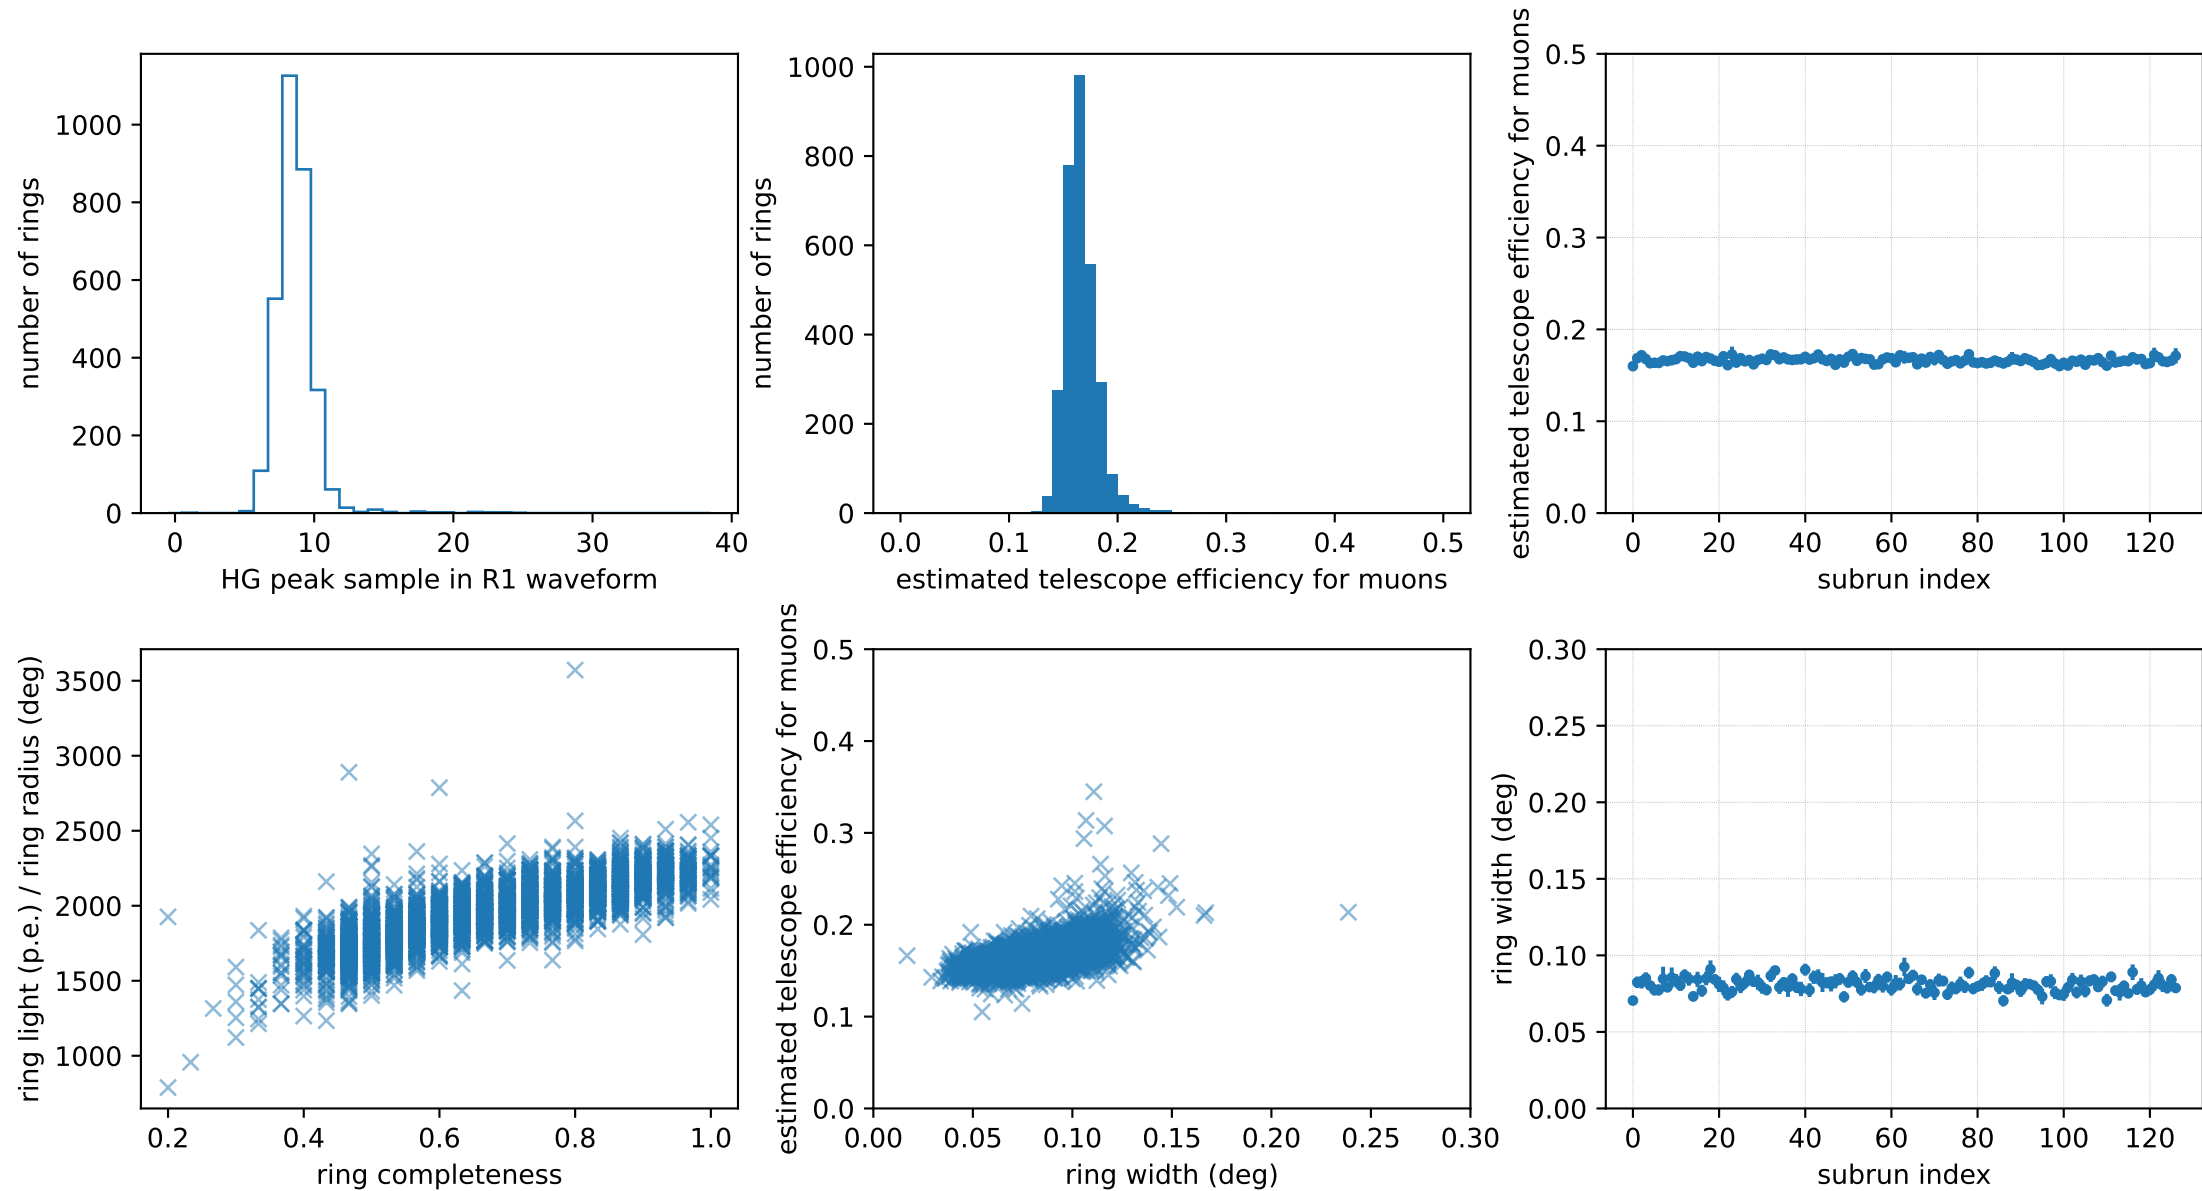 number of rings
1000
800
600
400
200
0
0 10 20 30 40
HG peak sample in R1 waveform
number of rings
1000
800
600
400
200
0
0.0 0.1 0.2 0.3 0.4 0.5
estimated telescope efficiency for muons
estimated telescope efficiency for muons
0.5
0.4
0.3
0.2
0.1
0.0
0 20 40 60 80 100 120
subrun index
ring light (p.e.) / ring radius (deg)
3500
3000
2500
2000
1500
1000
0.2 0.4 0.6 0.8 1.0
ring completeness
estimated telescope efficiency for muons
0.5
0.4
0.3
0.2
0.1
0.0
0.00 0.05 0.10 0.15 0.20 0.25 0.30
ring width (deg)
ring width (deg)
0.30
0.25
0.20
0.15
0.10
0.05
0.00
0 20 40 60 80 100 120
subrun index